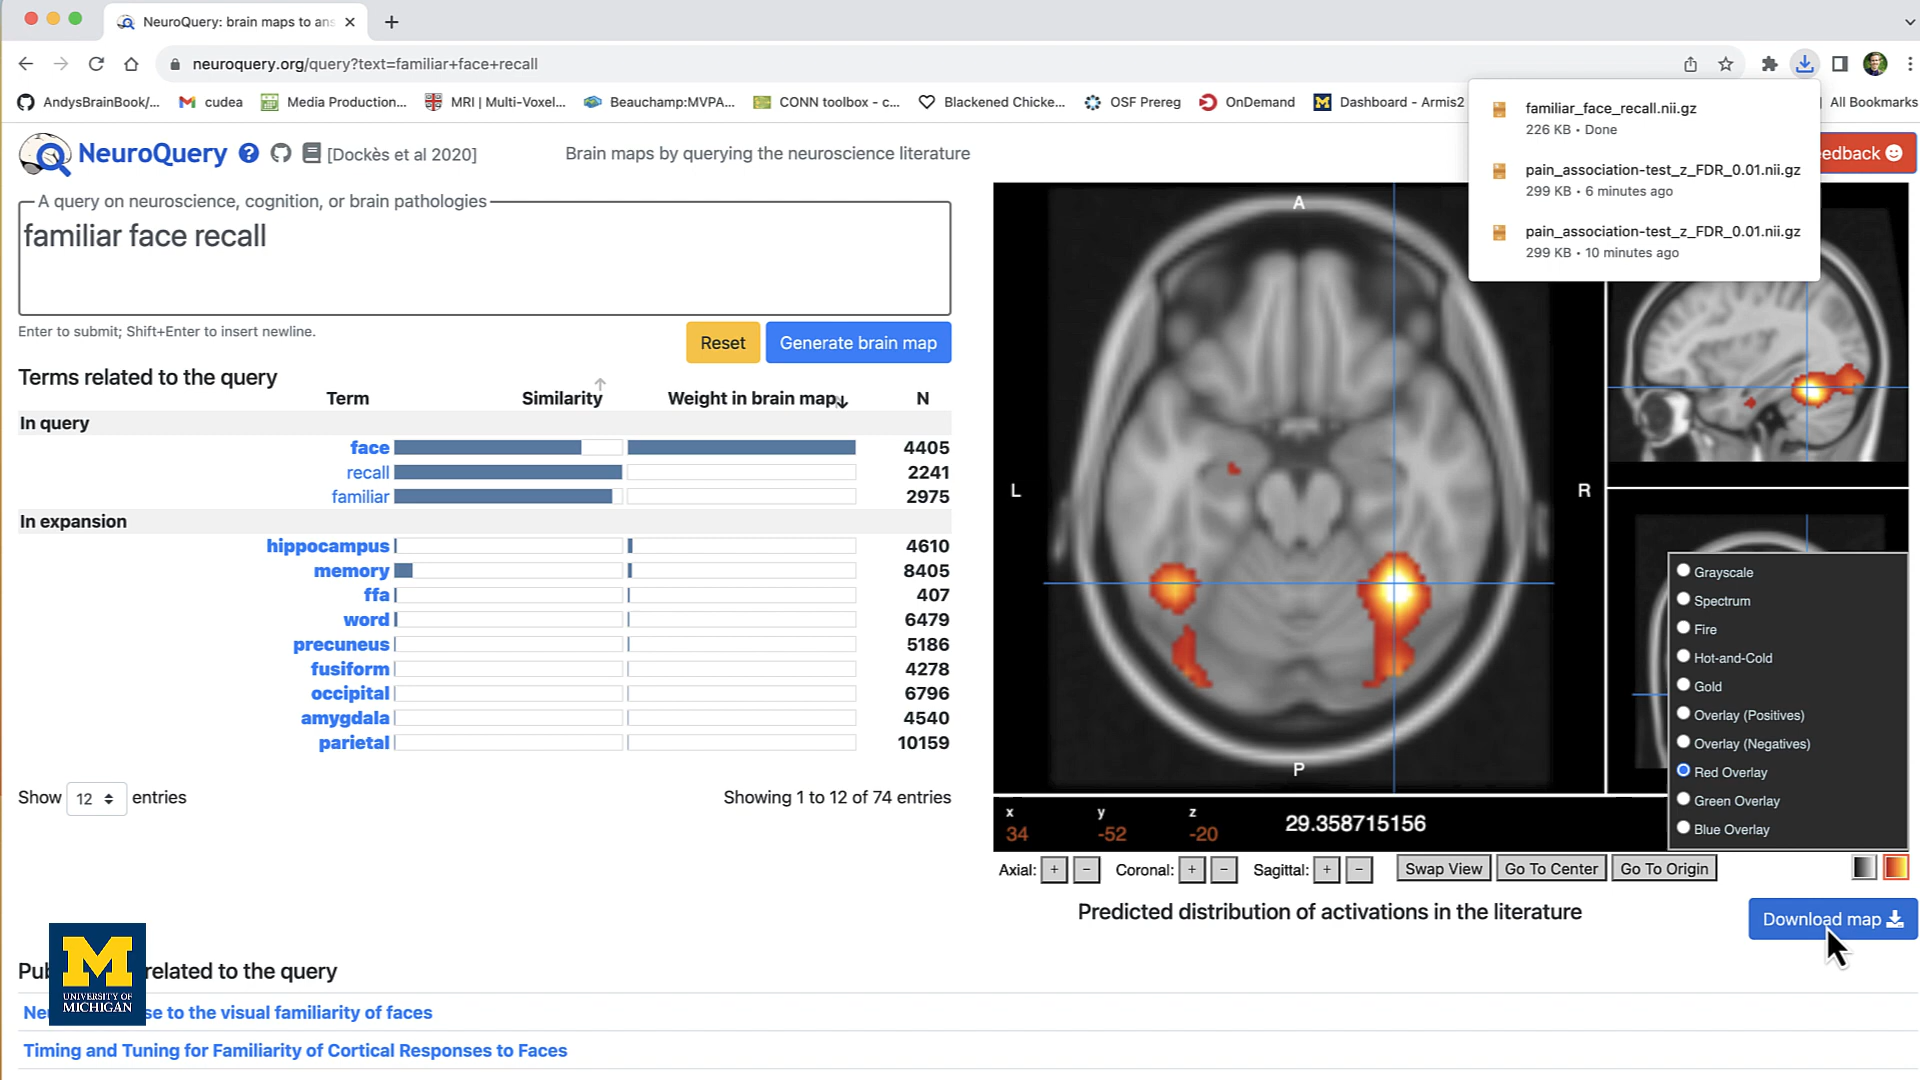 NeuroQuery: brain maps to ans
neuroquery.org/query?text=familiar+face+recall
AndysBrainBook/... cudea Media Production... MRI | Multi-Voxel... Beauchamp:MVPA... CONN toolbox - c... Blackened Chicke... OSF Prereg OnDemand Dashboard - Armis2 All Bookmarks
familiar_face_recall.nii.gz
226 KB • Done
pain_association-test_z_FDR_0.01.nii.gz
299 KB • 6 minutes ago
pain_association-test_z_FDR_0.01.nii.gz
299 KB • 10 minutes ago
NeuroQuery ? [Dockès et al 2020] Brain maps by querying the neuroscience literature edback
A query on neuroscience, cognition, or brain pathologies
familiar face recall
Enter to submit; Shift+Enter to insert newline.
Reset Generate brain map
Terms related to the query
Term Similarity Weight in brain map N
In query
face 4405
recall 2241
familiar 2975
In expansion
hippocampus 4610
memory 8405
ffa 407
word 6479
precuneus 5186
fusiform 4278
occipital 6796
amygdala 4540
parietal 10159
Show 12 entries Showing 1 to 12 of 74 entries
A
L R
P
Grayscale
Spectrum
Fire
Hot-and-Cold
Gold
Overlay (Positives)
Overlay (Negatives)
Red Overlay
Green Overlay
Blue Overlay
x y z
34 -52 -20 29.358715156
Axial: + - Coronal: + - Sagittal: + - Swap View Go To Center Go To Origin
Predicted distribution of activations in the literature
Download map
Pu related to the query
Ne se to the visual familiarity of faces
Timing and Tuning for Familiarity of Cortical Responses to Faces
M
UNIVERSITY OF
MICHIGAN